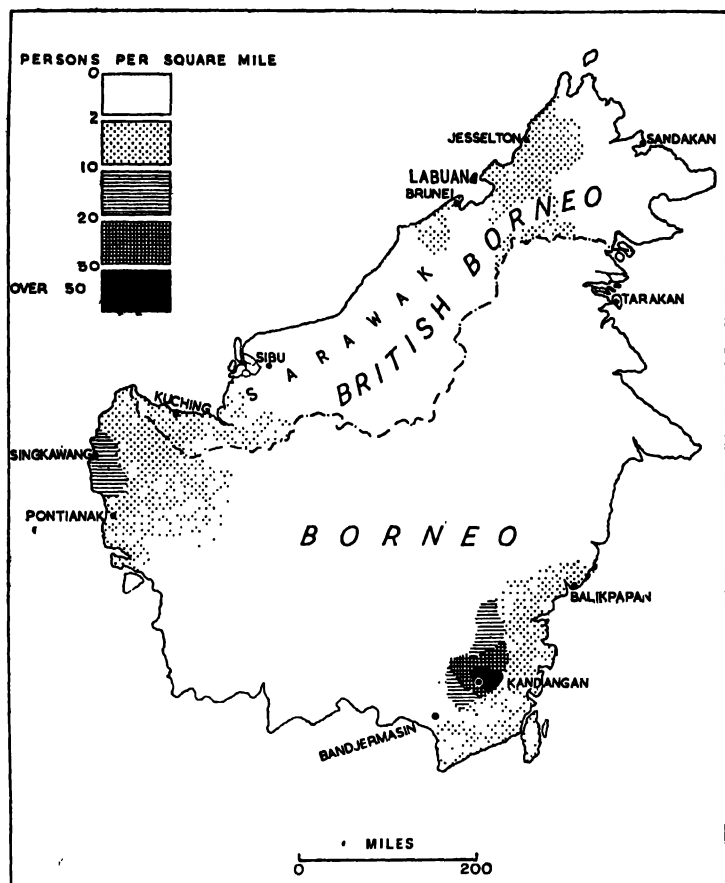 PERSONS PER SQUARE MILE
0
2
10
20
50
OVER 50
JESSELTON
SANDAKAN
LABUAN
BRUNEI
BRITISH BORNEO
SARAWAK
TARAKAN
SIBU
KUCHING
SINGKAWANG
PONTIANAK
BORNEO
BALIKPAPAN
KANDANGAN
BANDJERMASIN
MILES
0 200